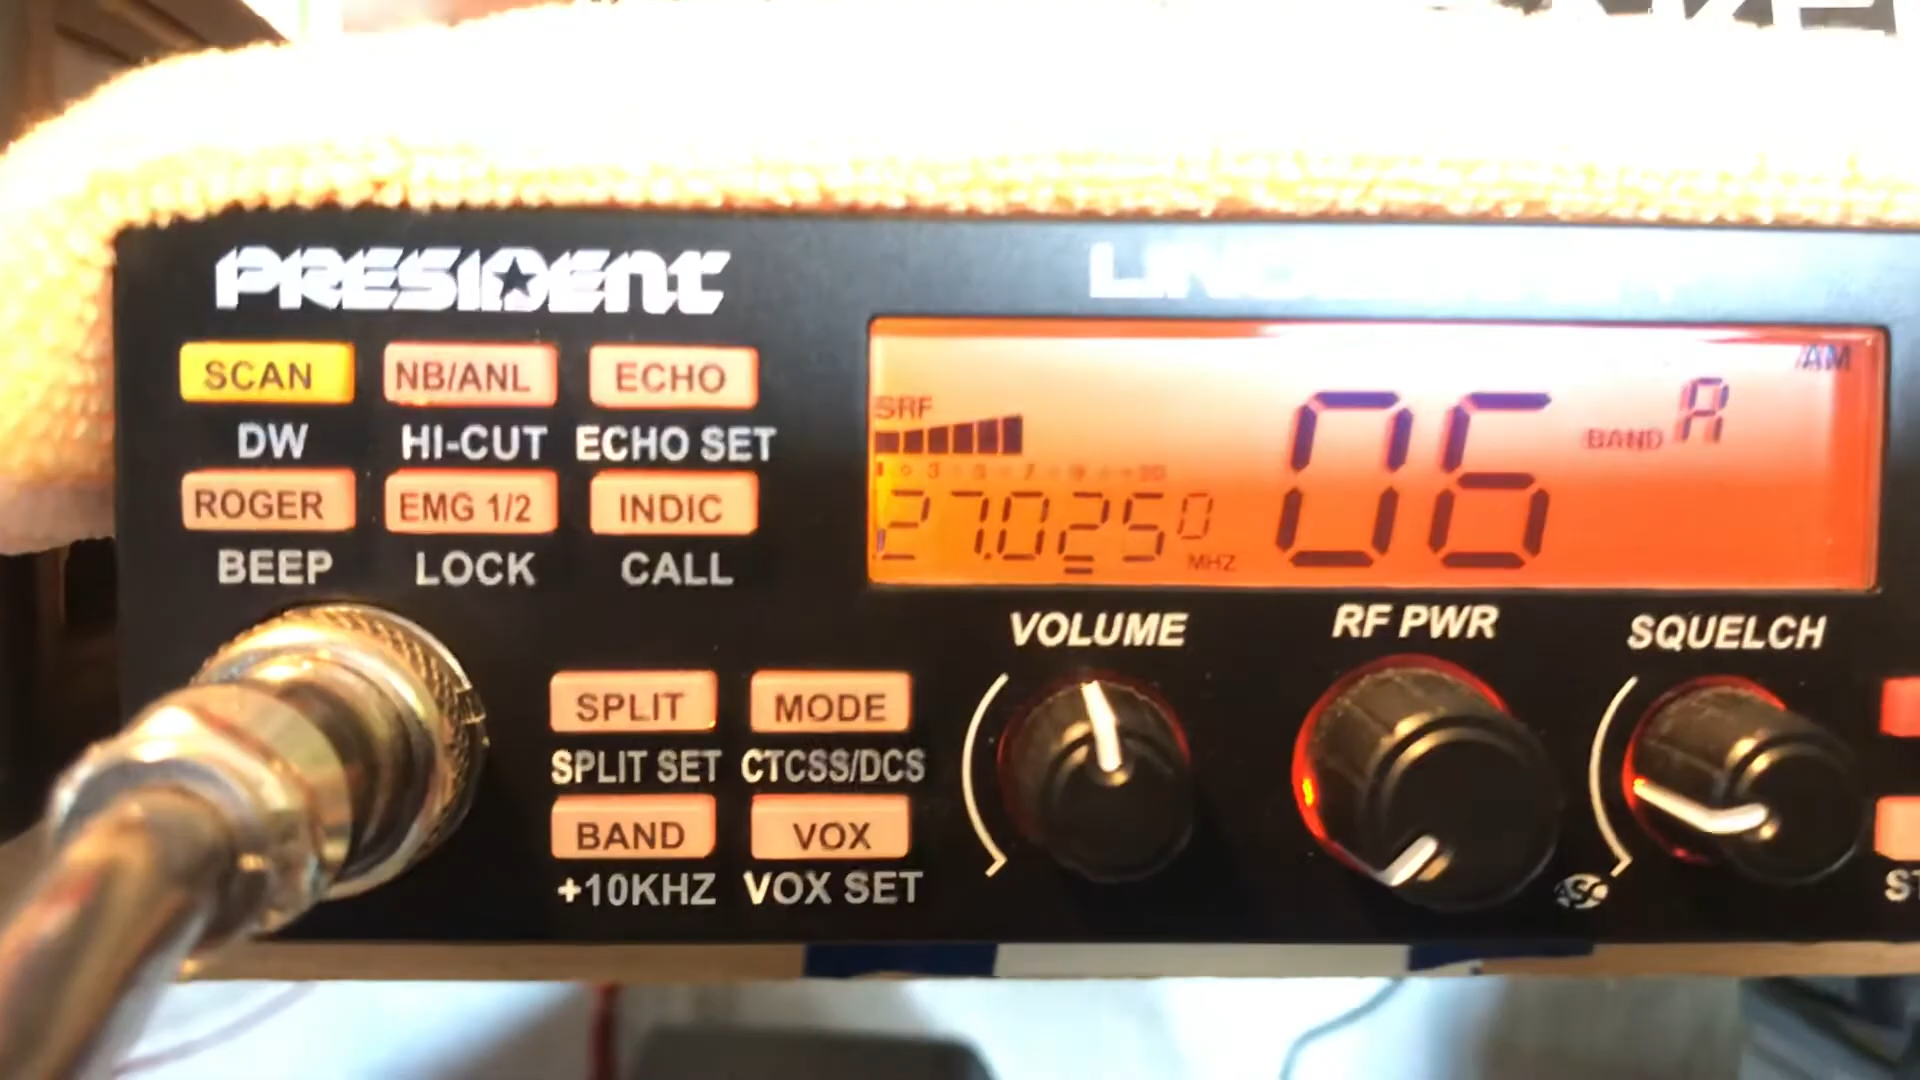 PRESIDENT
SCAN NB/ANL ECHO
DW HI-CUT ECHO SET
ROGER EMG 1/2 INDIC
BEEP LOCK CALL
SPLIT MODE
SPLIT SET CTCSS/DCS
BAND VOX
+10KHZ VOX SET
AM
SRF
06
BAND A
27.0250 MHZ
VOLUME RF PWR SQUELCH
ASC